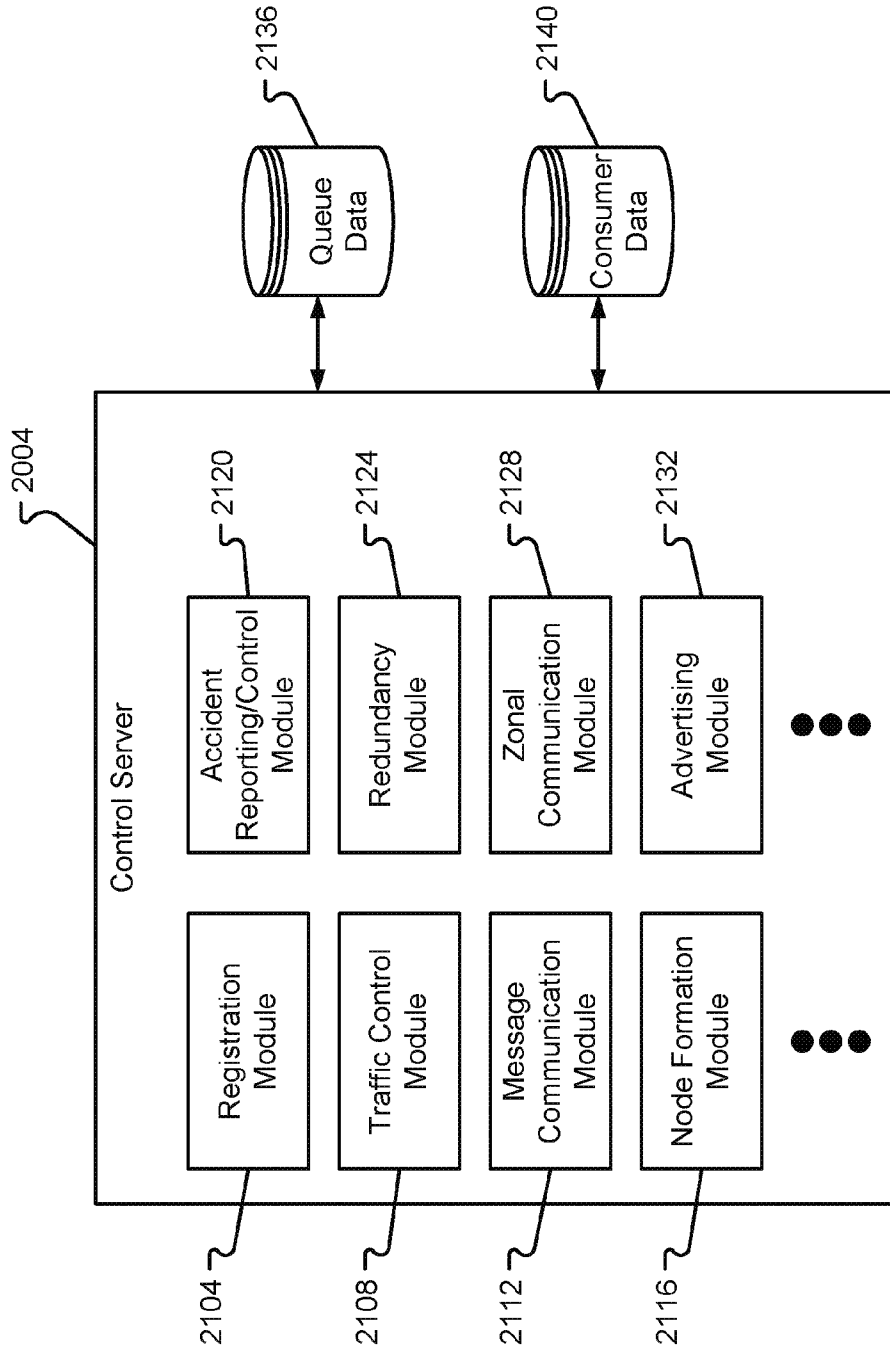 2004
Control Server
2104
Registration
Module
2108
Traffic Control
Module
2112
Message
Communication
Module
2116
Node Formation
Module
Accident
Reporting/Control
Module
2120
Redundancy
Module
2124
Zonal
Communication
Module
2128
Advertising
Module
2132
Queue
Data
2136
Consumer
Data
2140